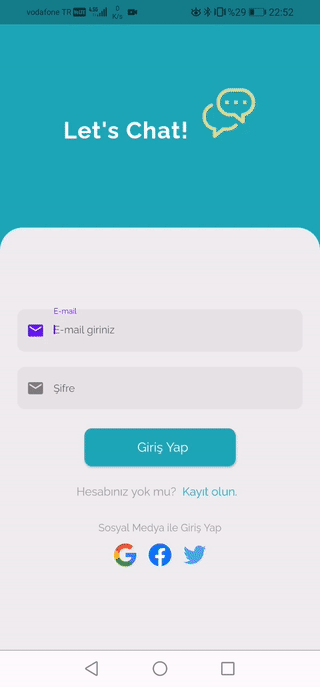 vodafone TR VoLTE 4.5G 0 K/s %29 22:52
Let's Chat!
E-mail
E-mail giriniz
Şifre
Giriş Yap
Hesabınız yok mu? Kayıt olun.
Sosyal Medya ile Giriş Yap